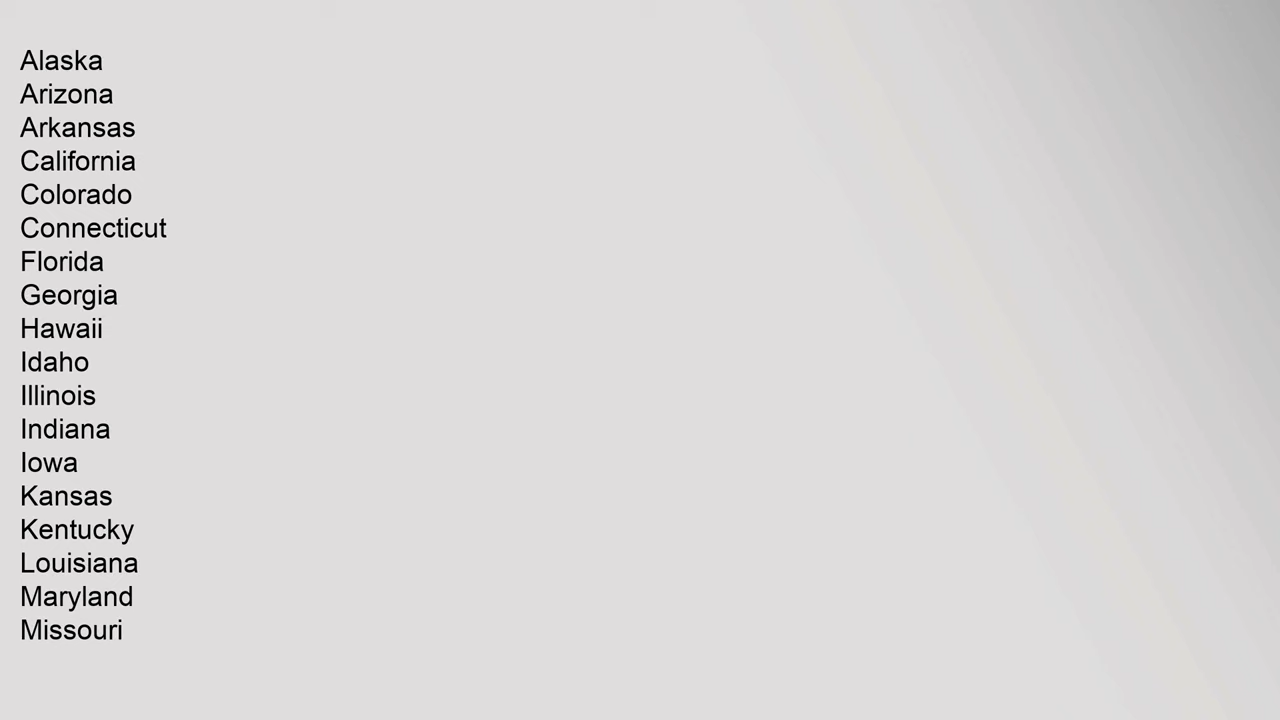 Alaska
Arizona
Arkansas
California
Colorado
Connecticut
Florida
Georgia
Hawaii
Idaho
Illinois
Indiana
Iowa
Kansas
Kentucky
Louisiana
Maryland
Missouri